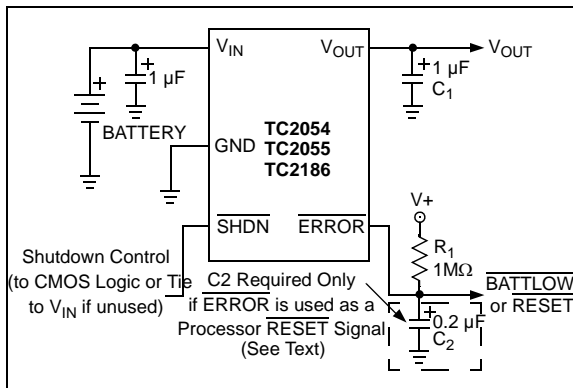 V_IN
V_OUT
V_OUT
+
1 µF
+
1 µF
C_1
+
BATTERY
GND
TC2054
TC2055
TC2186
V+
SHDN
ERROR
R_1
1MΩ
Shutdown Control
(to CMOS Logic or Tie
to V_IN if unused)
C2 Required Only
if ERROR is used as a
Processor RESET Signal
(See Text)
BATTLOW
or RESET
+
0.2 µF
C_2